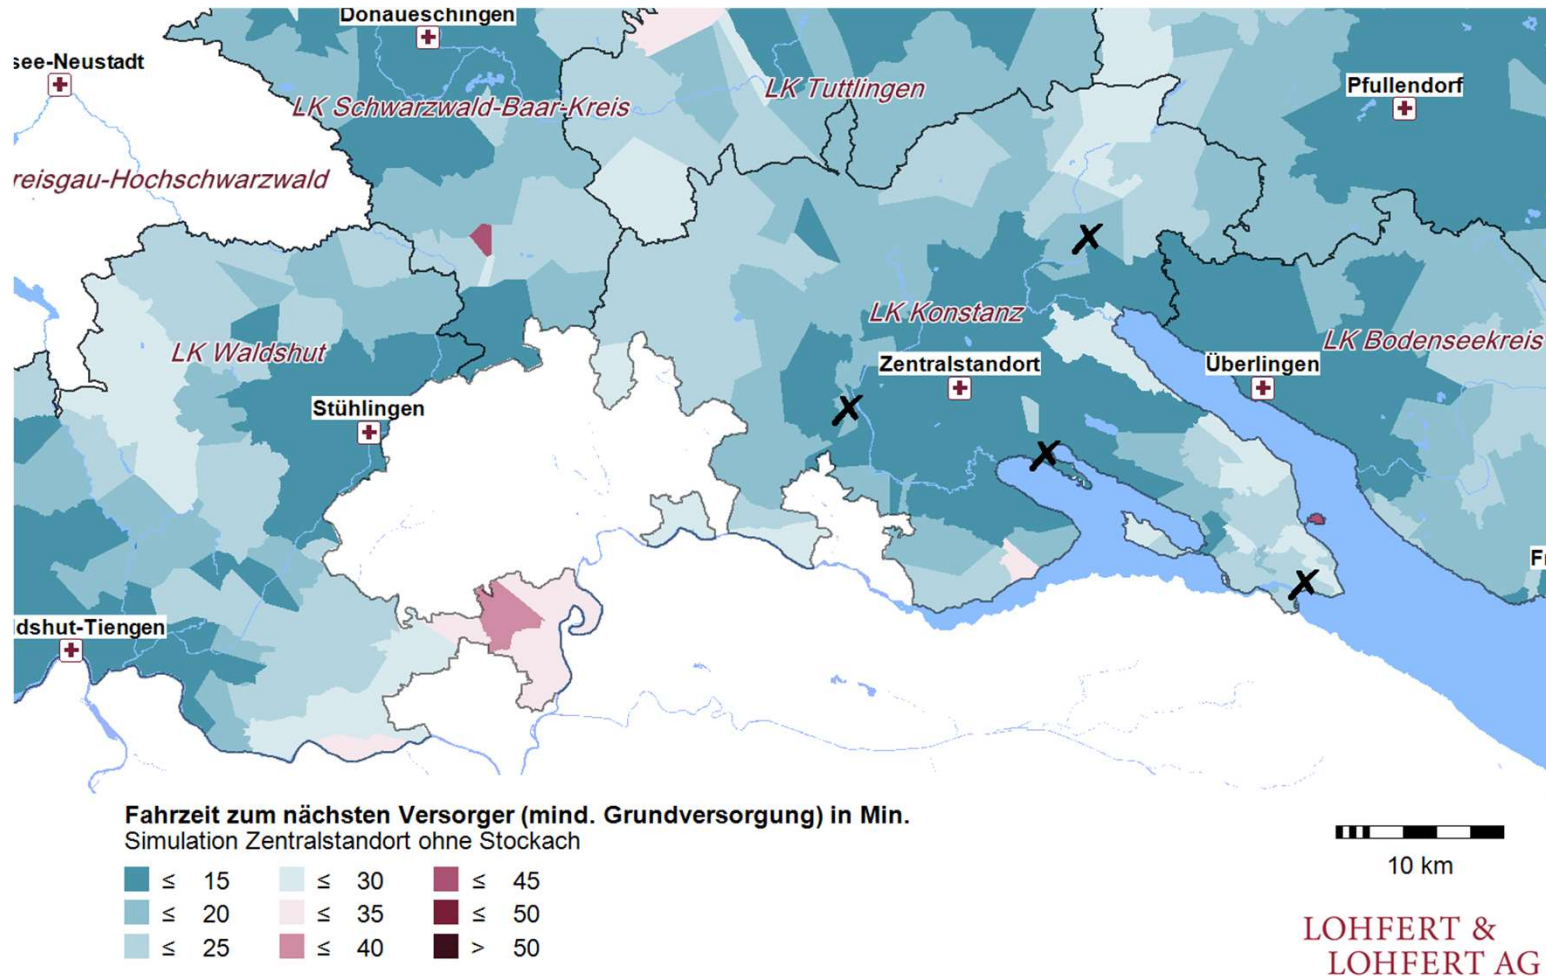 Donaueschingen
see-Neustadt
LK Tuttlingen
Pfullendorf
LK Schwarzwald-Baar-Kreis
reisgau-Hochschwarzwald
LK Konstanz
LK Waldshut
LK Bodenseekreis
Zentralstandort
Überlingen
Stühlingen
Fr
ldshut-Tiengen
Fahrzeit zum nächsten Versorger (mind. Grundversorgung) in Min.
Simulation Zentralstandort ohne Stockach
≤ 15 ≤ 30 ≤ 45
≤ 20 ≤ 35 ≤ 50
≤ 25 ≤ 40 > 50
10 km
LOHFERT &
LOHFERT AG